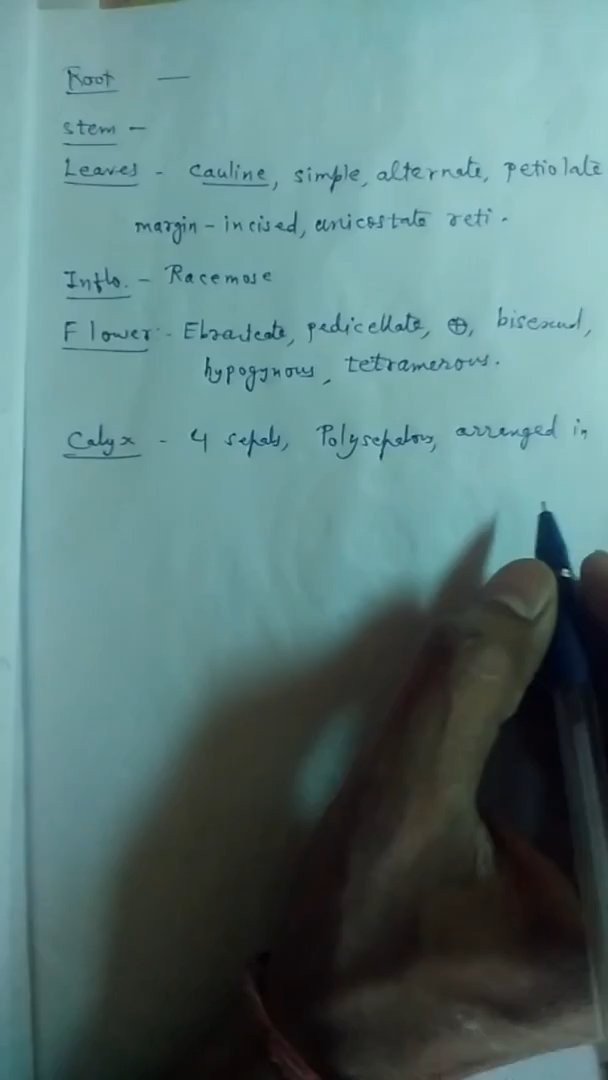 Root —
Stem -
Leaves - cauline, simple, alternate, petiolate
margin - incised, unicostate reti.
Inflo. - Racemose
Flower - Ebracteate, pedicellate, ⊕, bisexual,
hypogynous, tetramerous.
Calyx - 4 sepals, Polysepalous, arranged in